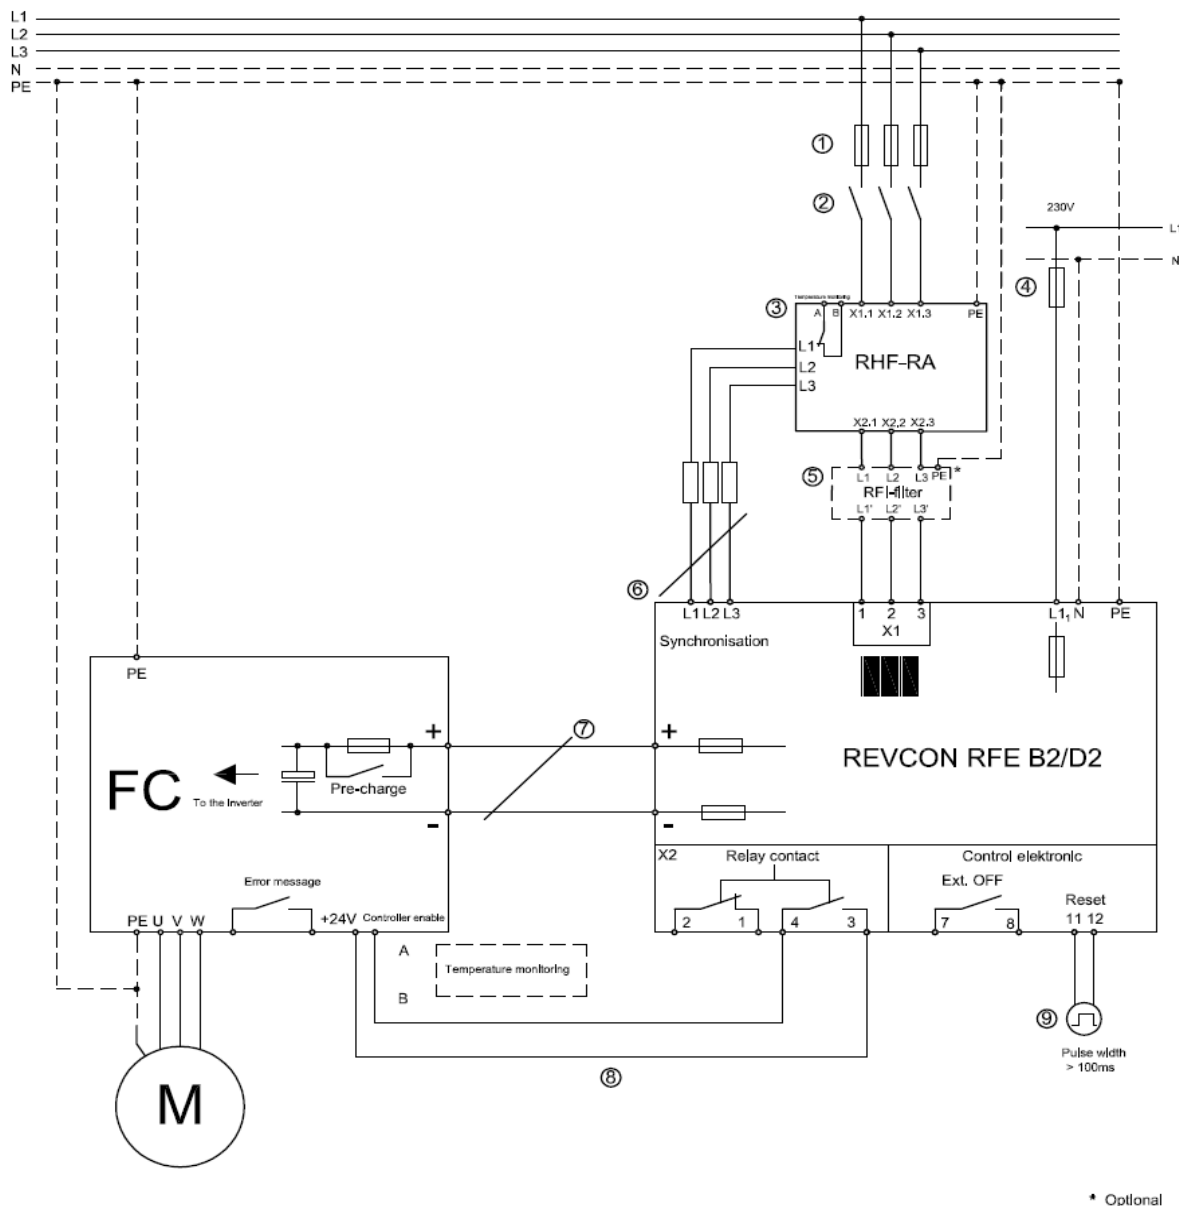 L1
L2
L3
N
PE
①
②
230V
L1
N
④
③ Temperature monitoring
A B X1.1 X1.2 X1.3 PE
L1
L2
L3
RHF-RA
X2.1 X2.2 X2.3
⑤
L1 L2 L3 PE *
RFI-filter
L1' L2' L3'
⑥
L1 L2 L3
1 2 3
X1
L1₁ N PE
Synchronisation
PE
+
⑦
+
REVCON RFE B2/D2
FC
To the Inverter
Pre-charge
-
-
X2
Relay contact
Control elektronic
Ext. OFF
Error message
Reset
PE U V W
+24V Controller enable
2 1 4 3
7 8
11 12
A
Temperature monitoring
B
⑨
Pulse width
> 100ms
⑧
M
* Optional